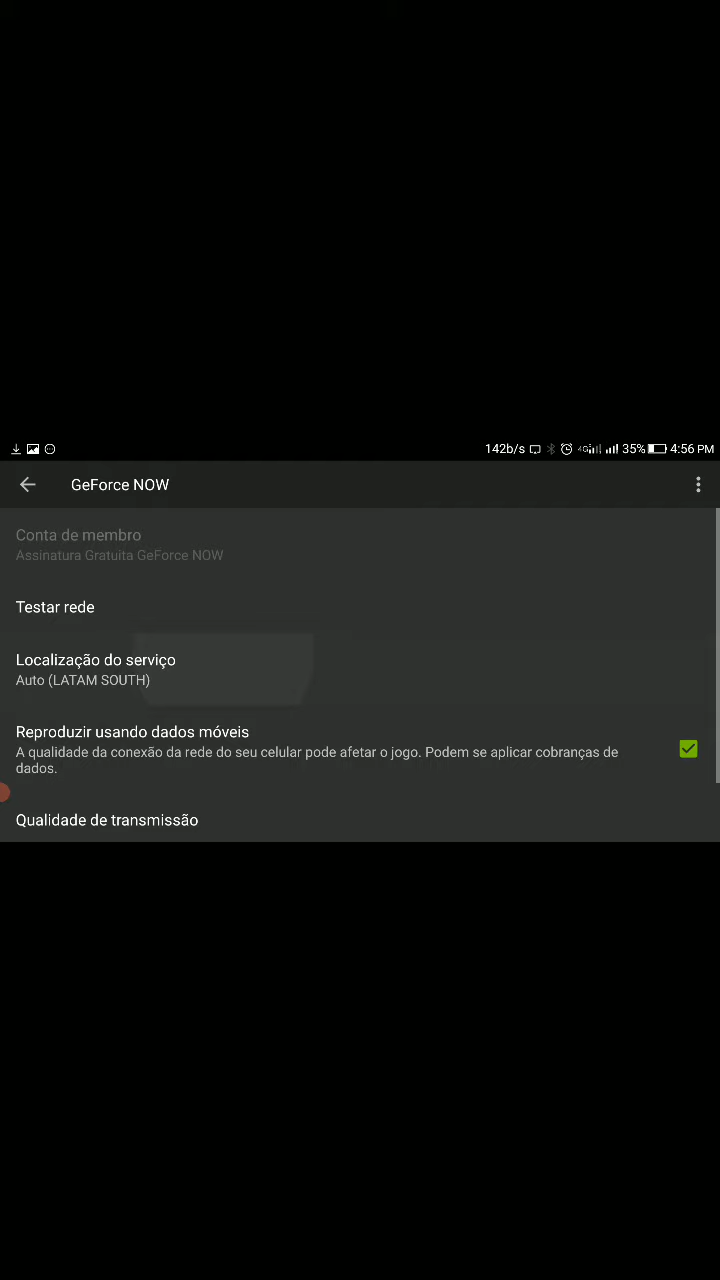 142b/s 4G 35% 4:56 PM
GeForce NOW
Conta de membro
Assinatura Gratuita GeForce NOW
Testar rede
Localização do serviço
Auto (LATAM SOUTH)
Reproduzir usando dados móveis
A qualidade da conexão da rede do seu celular pode afetar o jogo. Podem se aplicar cobranças de
dados.
Qualidade de transmissão